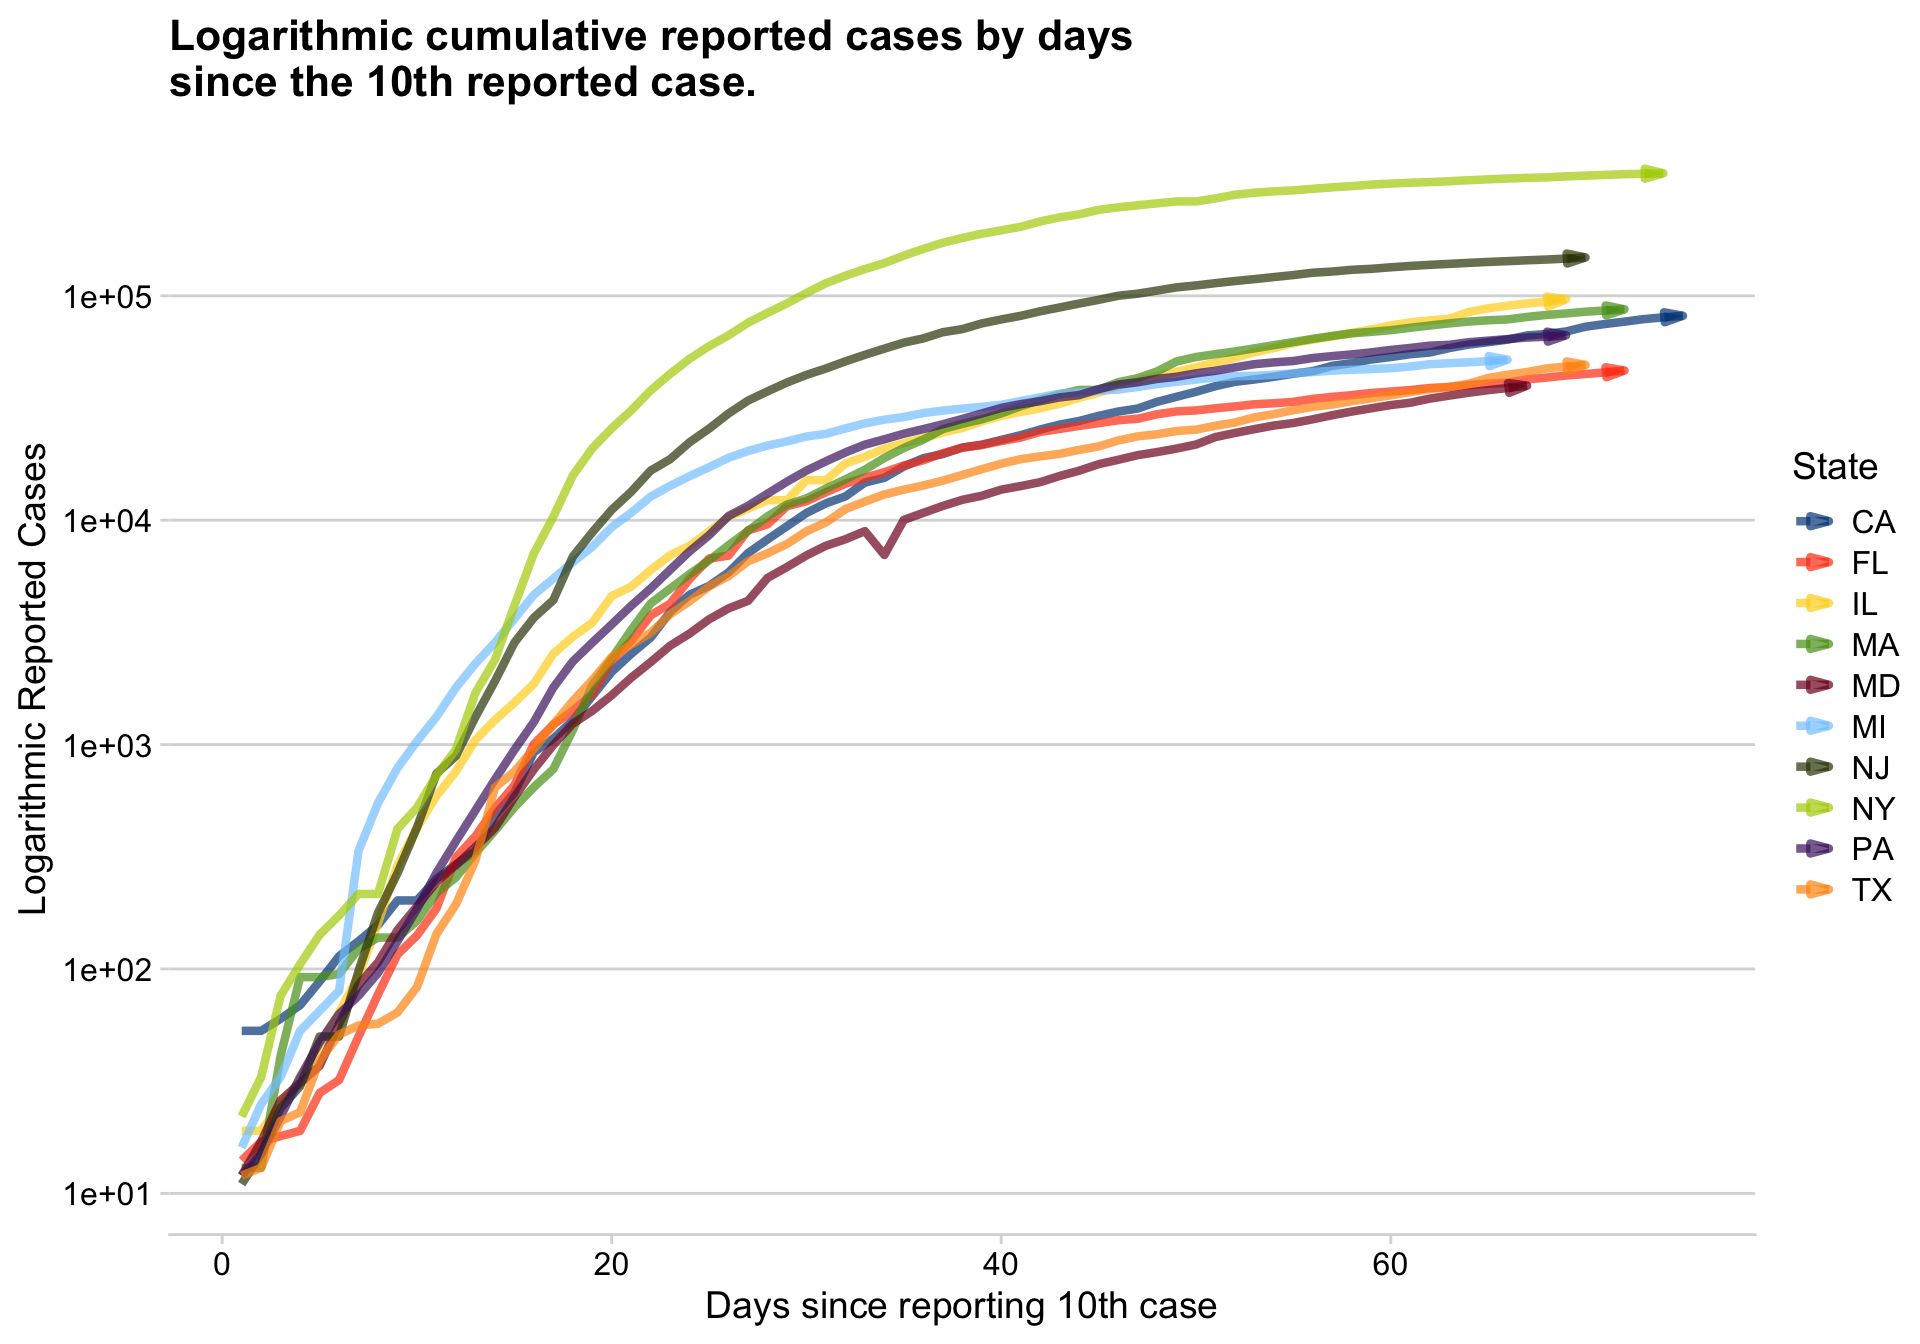 Logarithmic cumulative reported cases by days
since the 10th reported case.
Logarithmic Reported Cases
1e+05
1e+04
1e+03
1e+02
1e+01
0
20
40
60
Days since reporting 10th case
State
CA
FL
IL
MA
MD
MI
NJ
NY
PA
TX